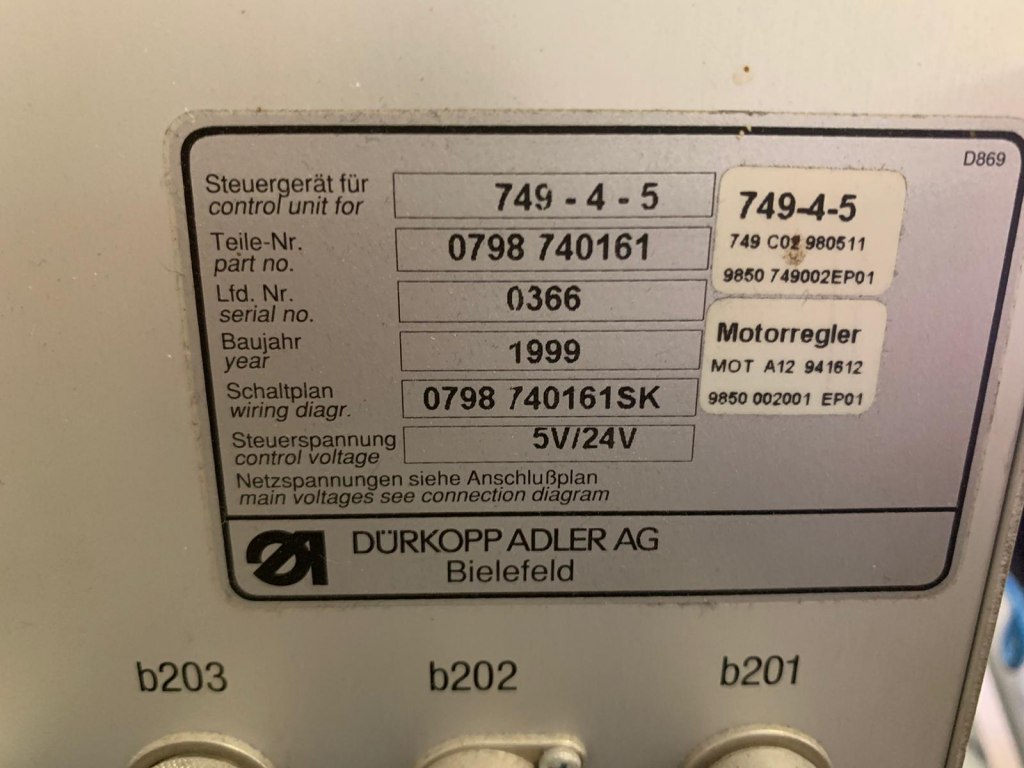 D869
Steuergerät für
control unit for
749 - 4 - 5
Teile-Nr.
part no.
0798 740161
Lfd. Nr.
serial no.
0366
Baujahr
year
1999
Schaltplan
wiring diagr.
0798 740161SK
Steuerspannung
control voltage
5V/24V
Netzspannungen siehe Anschlußplan
main voltages see connection diagram
749-4-5
749 C02 980511
9850 749002EP01
Motorregler
MOT A12 941612
9850 002001 EP01
DÜRKOPP ADLER AG
Bielefeld
b203 b202 b201